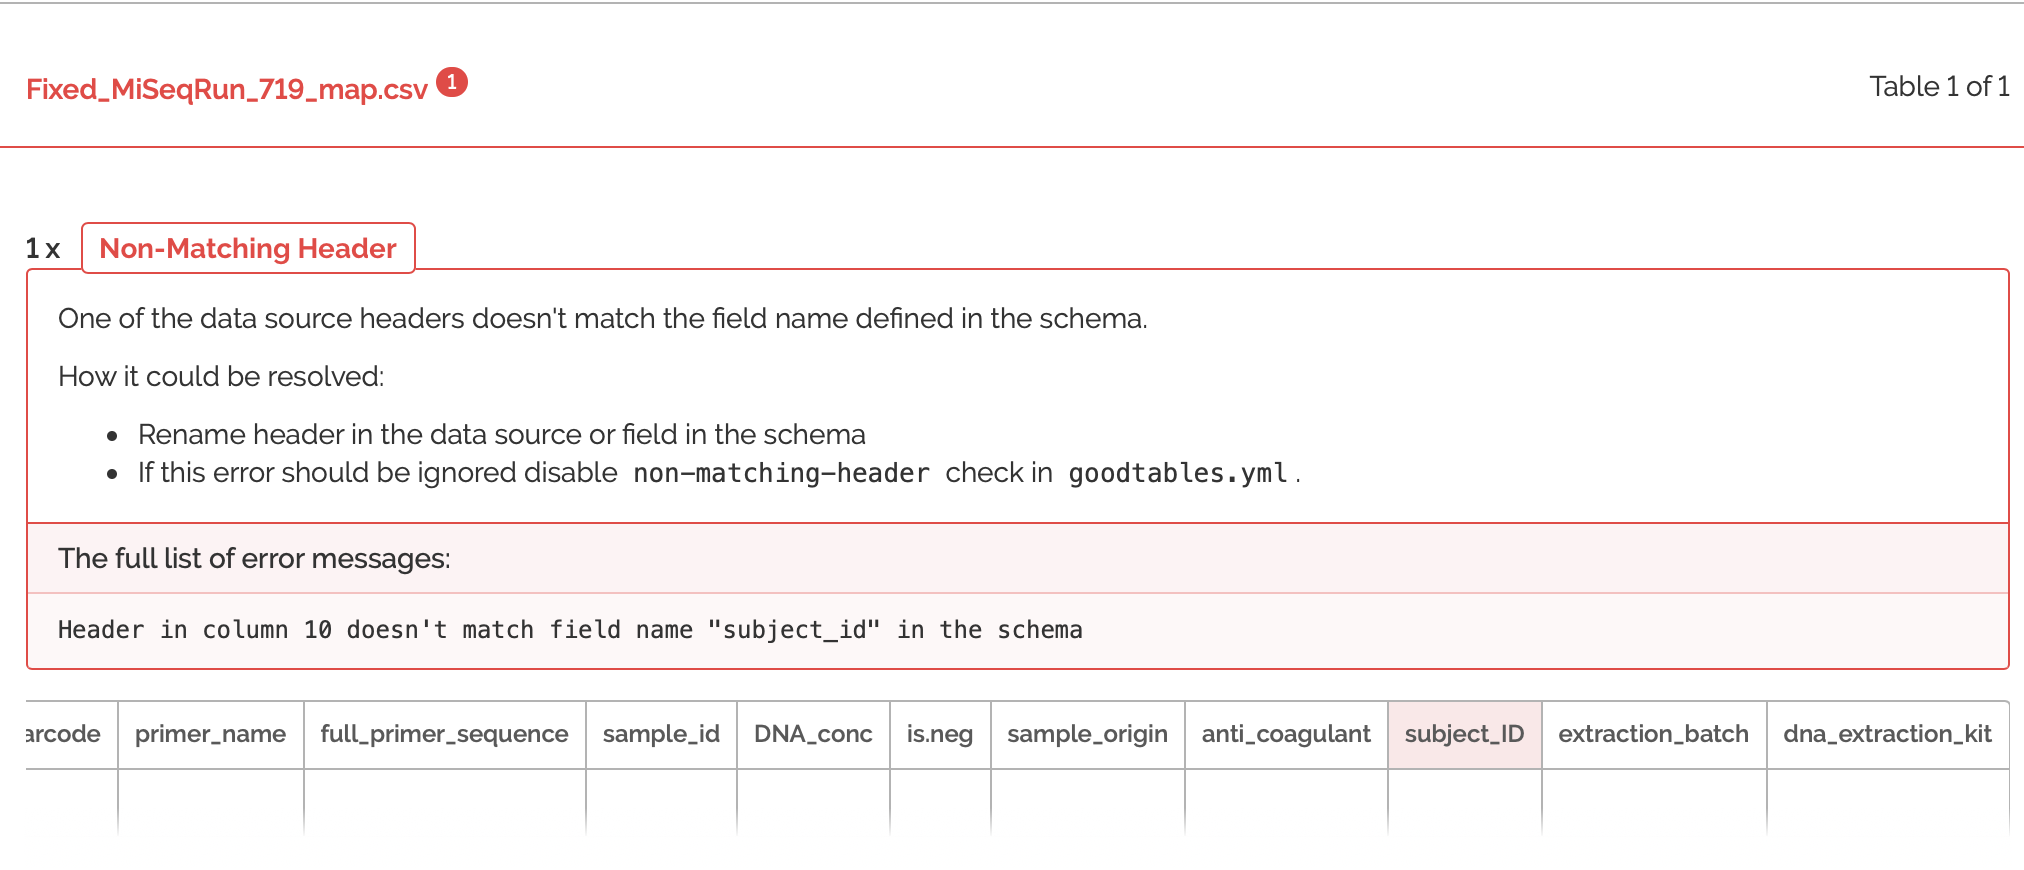 Fixed_MiSeqRun_719_map.csv 1
Table 1 of 1
1 x Non-Matching Header
One of the data source headers doesn't match the field name defined in the schema.
How it could be resolved:
• Rename header in the data source or field in the schema
• If this error should be ignored disable non-matching-header check in goodtables.yml.
The full list of error messages:
Header in column 10 doesn't match field name "subject_id" in the schema
arcode primer_name full_primer_sequence sample_id DNA_conc is.neg sample_origin anti_coagulant subject_ID extraction_batch dna_extraction_kit